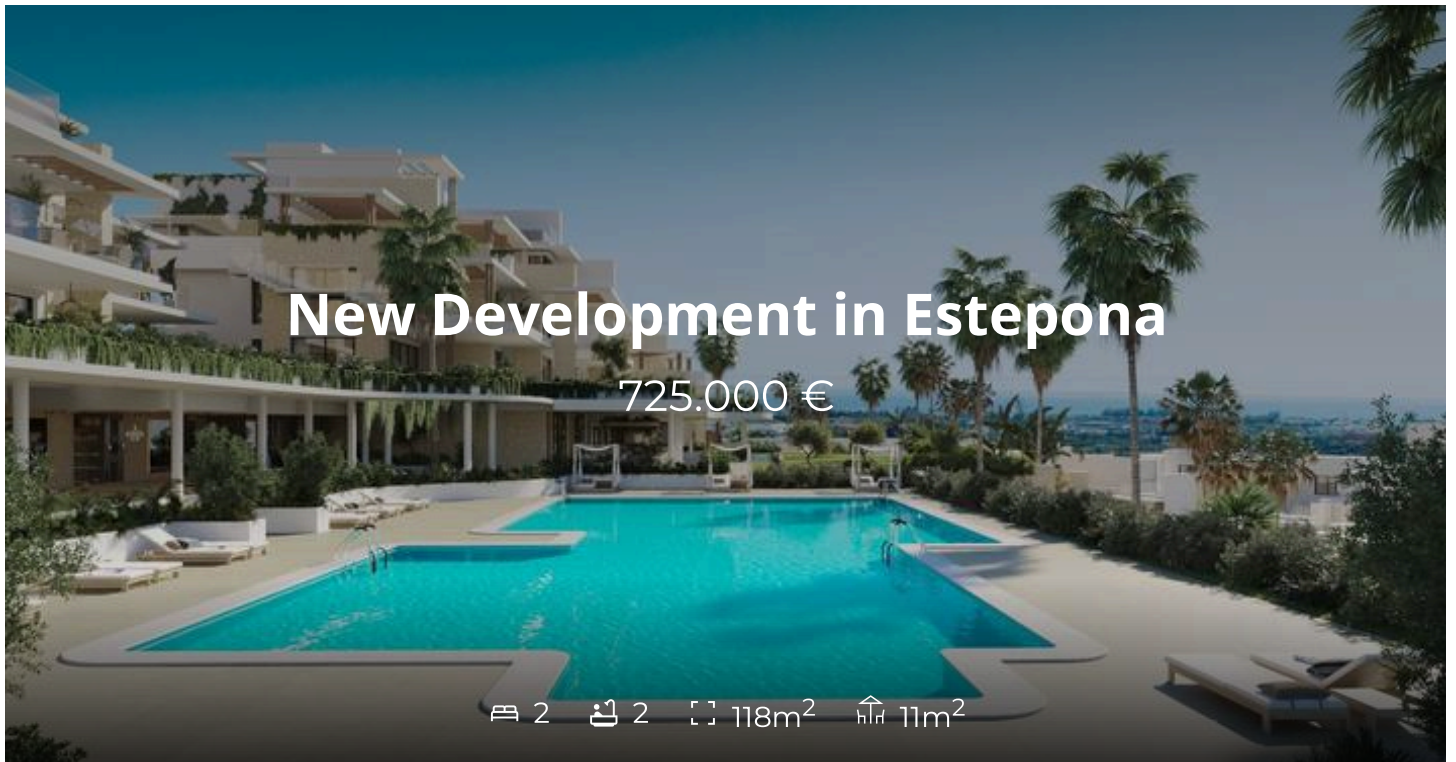 New Development in Estepona
725.000 €
2 2 118m² 11m²